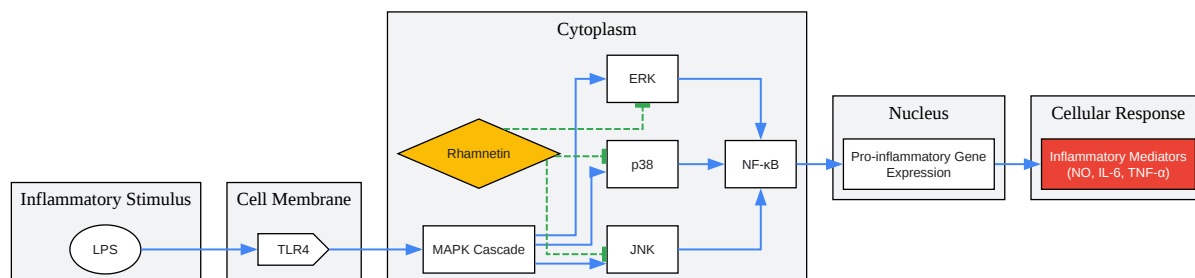 Inflammatory Stimulus
LPS
Cell Membrane
TLR4
Cytoplasm
Rhamnetin
MAPK Cascade
ERK
p38
JNK
NF-κB
Nucleus
Pro-inflammatory Gene
Expression
Cellular Response
Inflammatory Mediators
(NO, IL-6, TNF-α)